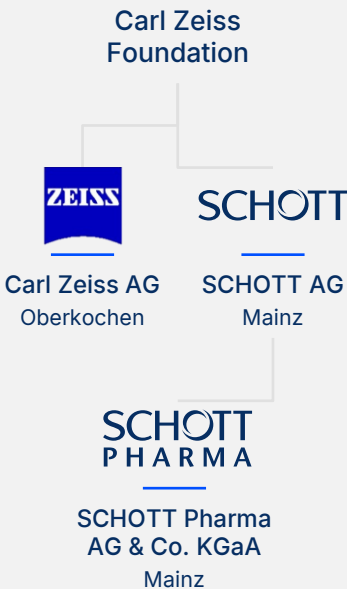 Carl Zeiss
Foundation
ZEISS
SCHOTT
Carl Zeiss AG
Oberkochen
SCHOTT AG
Mainz
SCHOTT
PHARMA
SCHOTT Pharma
AG & Co. KGaA
Mainz